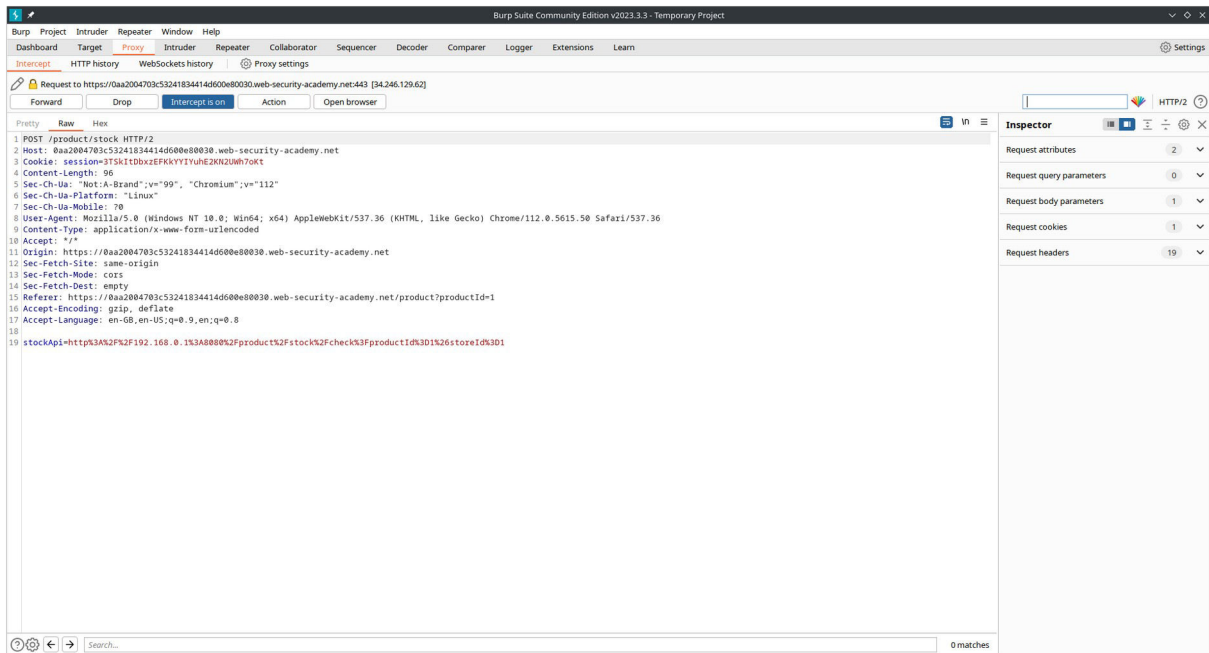 Burp Suite Community Edition v2023.3.3 - Temporary Project
Burp Project Intruder Repeater Window Help
Dashboard Target Proxy Intruder Repeater Collaborator Sequencer Decoder Comparer Logger Extensions Learn Settings
Intercept HTTP history WebSockets history Proxy settings
Request to https://0aa2004703c53241834414d600e80030.web-security-academy.net:443 [34.246.129.62]
Forward Drop Intercept is on Action Open browser HTTP/2 ?
Pretty Raw Hex \n
1 POST /product/stock HTTP/2
2 Host: 0aa2004703c53241834414d600e80030.web-security-academy.net
3 Cookie: session=3TSkItDbxzEFKkYYIYuhE2KN2UWh7oKt
4 Content-Length: 96
5 Sec-Ch-Ua: "Not:A-Brand";v="99", "Chromium";v="112"
6 Sec-Ch-Ua-Platform: "Linux"
7 Sec-Ch-Ua-Mobile: ?0
8 User-Agent: Mozilla/5.0 (Windows NT 10.0; Win64; x64) AppleWebKit/537.36 (KHTML, like Gecko) Chrome/112.0.5615.50 Safari/537.36
9 Content-Type: application/x-www-form-urlencoded
10 Accept: */*
11 Origin: https://0aa2004703c53241834414d600e80030.web-security-academy.net
12 Sec-Fetch-Site: same-origin
13 Sec-Fetch-Mode: cors
14 Sec-Fetch-Dest: empty
15 Referer: https://0aa2004703c53241834414d600e80030.web-security-academy.net/product?productId=1
16 Accept-Encoding: gzip, deflate
17 Accept-Language: en-GB,en-US;q=0.9,en;q=0.8
18
19 stockApi=http%3A%2F%2F192.168.0.1%3A8080%2Fproduct%2Fstock%2Fcheck%3FproductId%3D1%26storeId%3D1
Inspector
Request attributes 2
Request query parameters 0
Request body parameters 1
Request cookies 1
Request headers 19
? Search... 0 matches